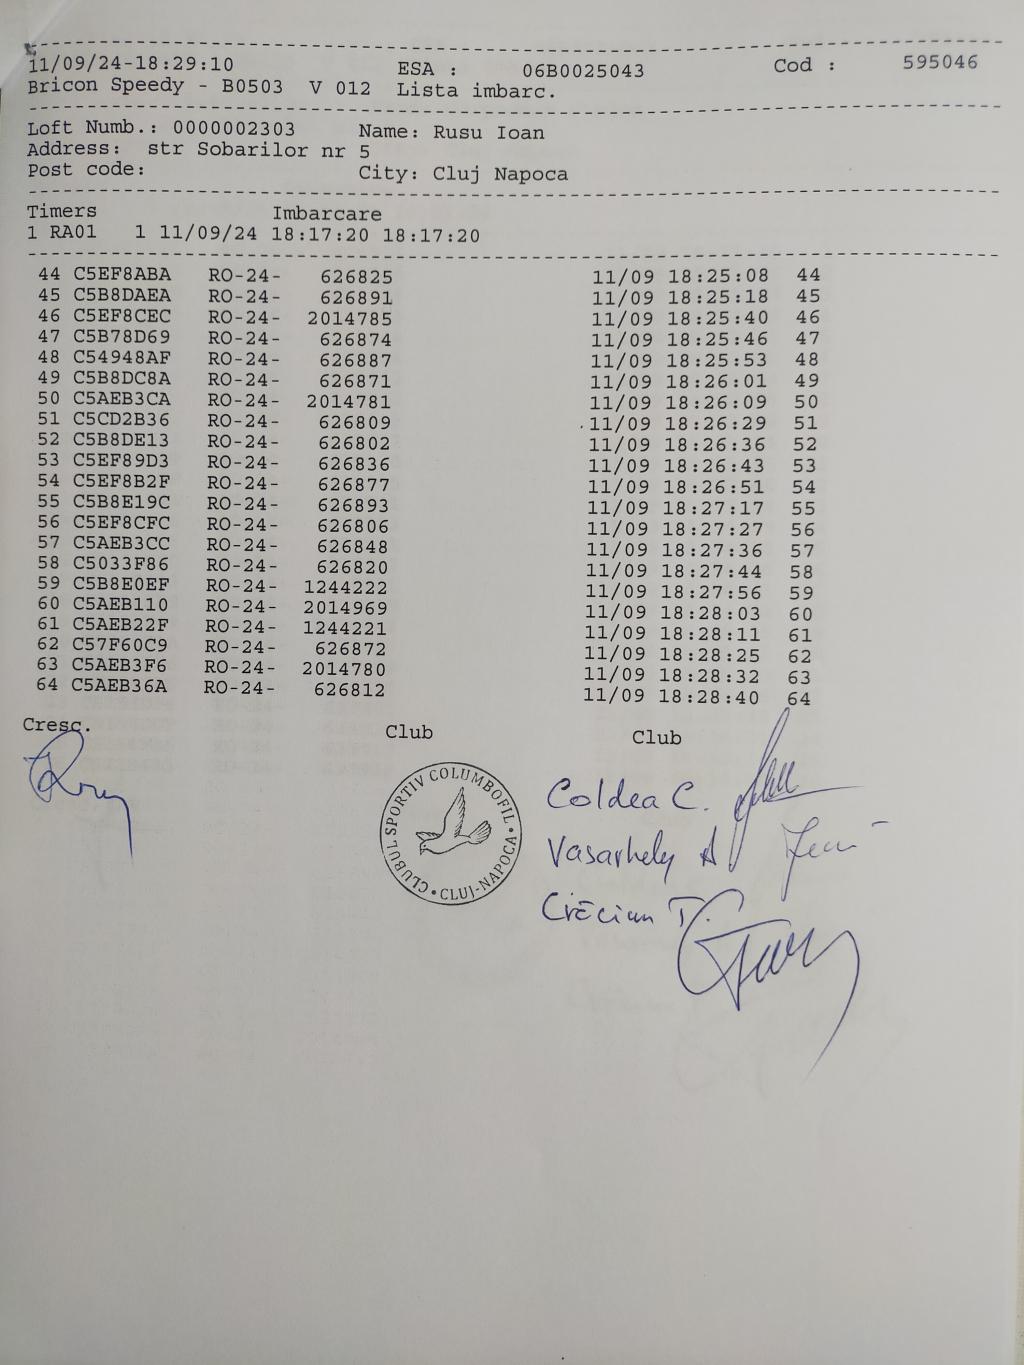 11/09/24-18:29:10 ESA : 06B0025043 Cod : 595046
Bricon Speedy - B0503 V 012 Lista imbarc.
Loft Numb.: 0000002303 Name: Rusu Ioan
Address: str Sobarilor nr 5
Post code: City: Cluj Napoca
Timers Imbarcare
1 RA01 1 11/09/24 18:17:20 18:17:20
44 C5EF8ABA RO-24- 626825 11/09 18:25:08 44
45 C5B8DAEA RO-24- 626891 11/09 18:25:18 45
46 C5EF8CEC RO-24- 2014785 11/09 18:25:40 46
47 C5B78D69 RO-24- 626874 11/09 18:25:46 47
48 C54948AF RO-24- 626887 11/09 18:25:53 48
49 C5B8DC8A RO-24- 626871 11/09 18:26:01 49
50 C5AEB3CA RO-24- 2014781 11/09 18:26:09 50
51 C5CD2B36 RO-24- 626809 11/09 18:26:29 51
52 C5B8DE13 RO-24- 626802 11/09 18:26:36 52
53 C5EF89D3 RO-24- 626836 11/09 18:26:43 53
54 C5EF8B2F RO-24- 626877 11/09 18:26:51 54
55 C5B8E19C RO-24- 626893 11/09 18:27:17 55
56 C5EF8CFC RO-24- 626806 11/09 18:27:27 56
57 C5AEB3CC RO-24- 626848 11/09 18:27:36 57
58 C5033F86 RO-24- 626820 11/09 18:27:44 58
59 C5B8E0EF RO-24- 1244222 11/09 18:27:56 59
60 C5AEB110 RO-24- 2014969 11/09 18:28:03 60
61 C5AEB22F RO-24- 1244221 11/09 18:28:11 61
62 C57F60C9 RO-24- 626872 11/09 18:28:25 62
63 C5AEB3F6 RO-24- 2014780 11/09 18:28:32 63
64 C5AEB36A RO-24- 626812 11/09 18:28:40 64
Cresc. Club Club
CLUBUL SPORTIV COLUMBOFIL • CLUJ-NAPOCA •
Coldea C.
Vasarhely A
Crēcian T.